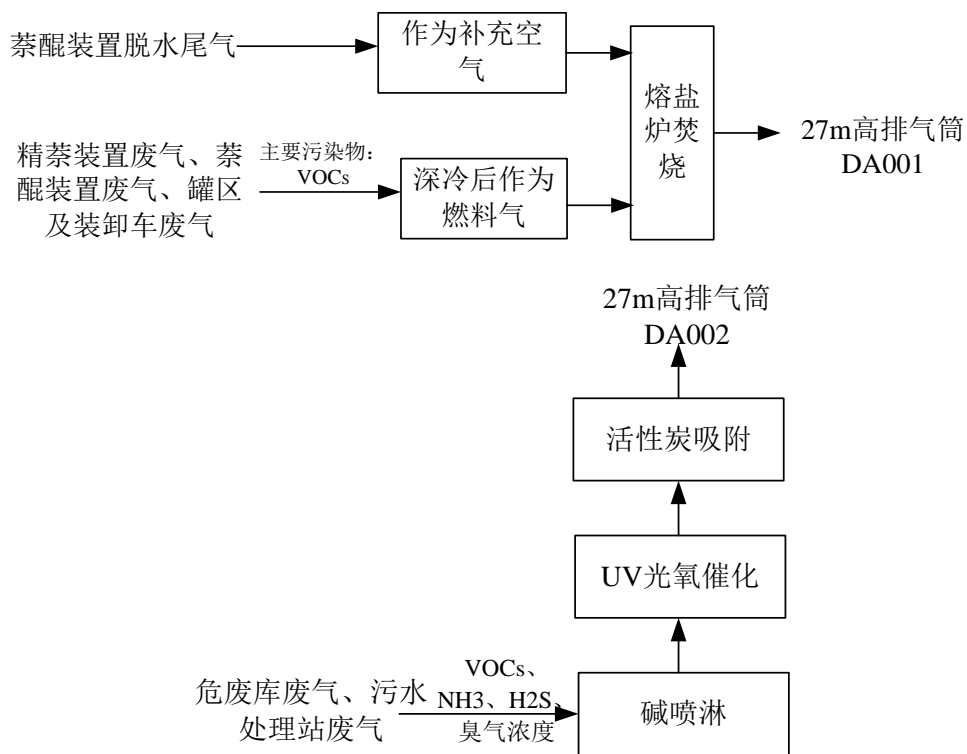 萘醌装置脱水尾气
作为补充空
气
熔盐
炉焚
烧
27m高排气筒
DA001
精萘装置废气、萘
醌装置废气、罐区
及装卸车废气
主要污染物：
VOCs
深冷后作为
燃料气
27m高排气筒
DA002
活性炭吸附
UV光氧催化
危废库废气、污水
处理站废气
VOCs、
NH3、H2S、
臭气浓度
碱喷淋